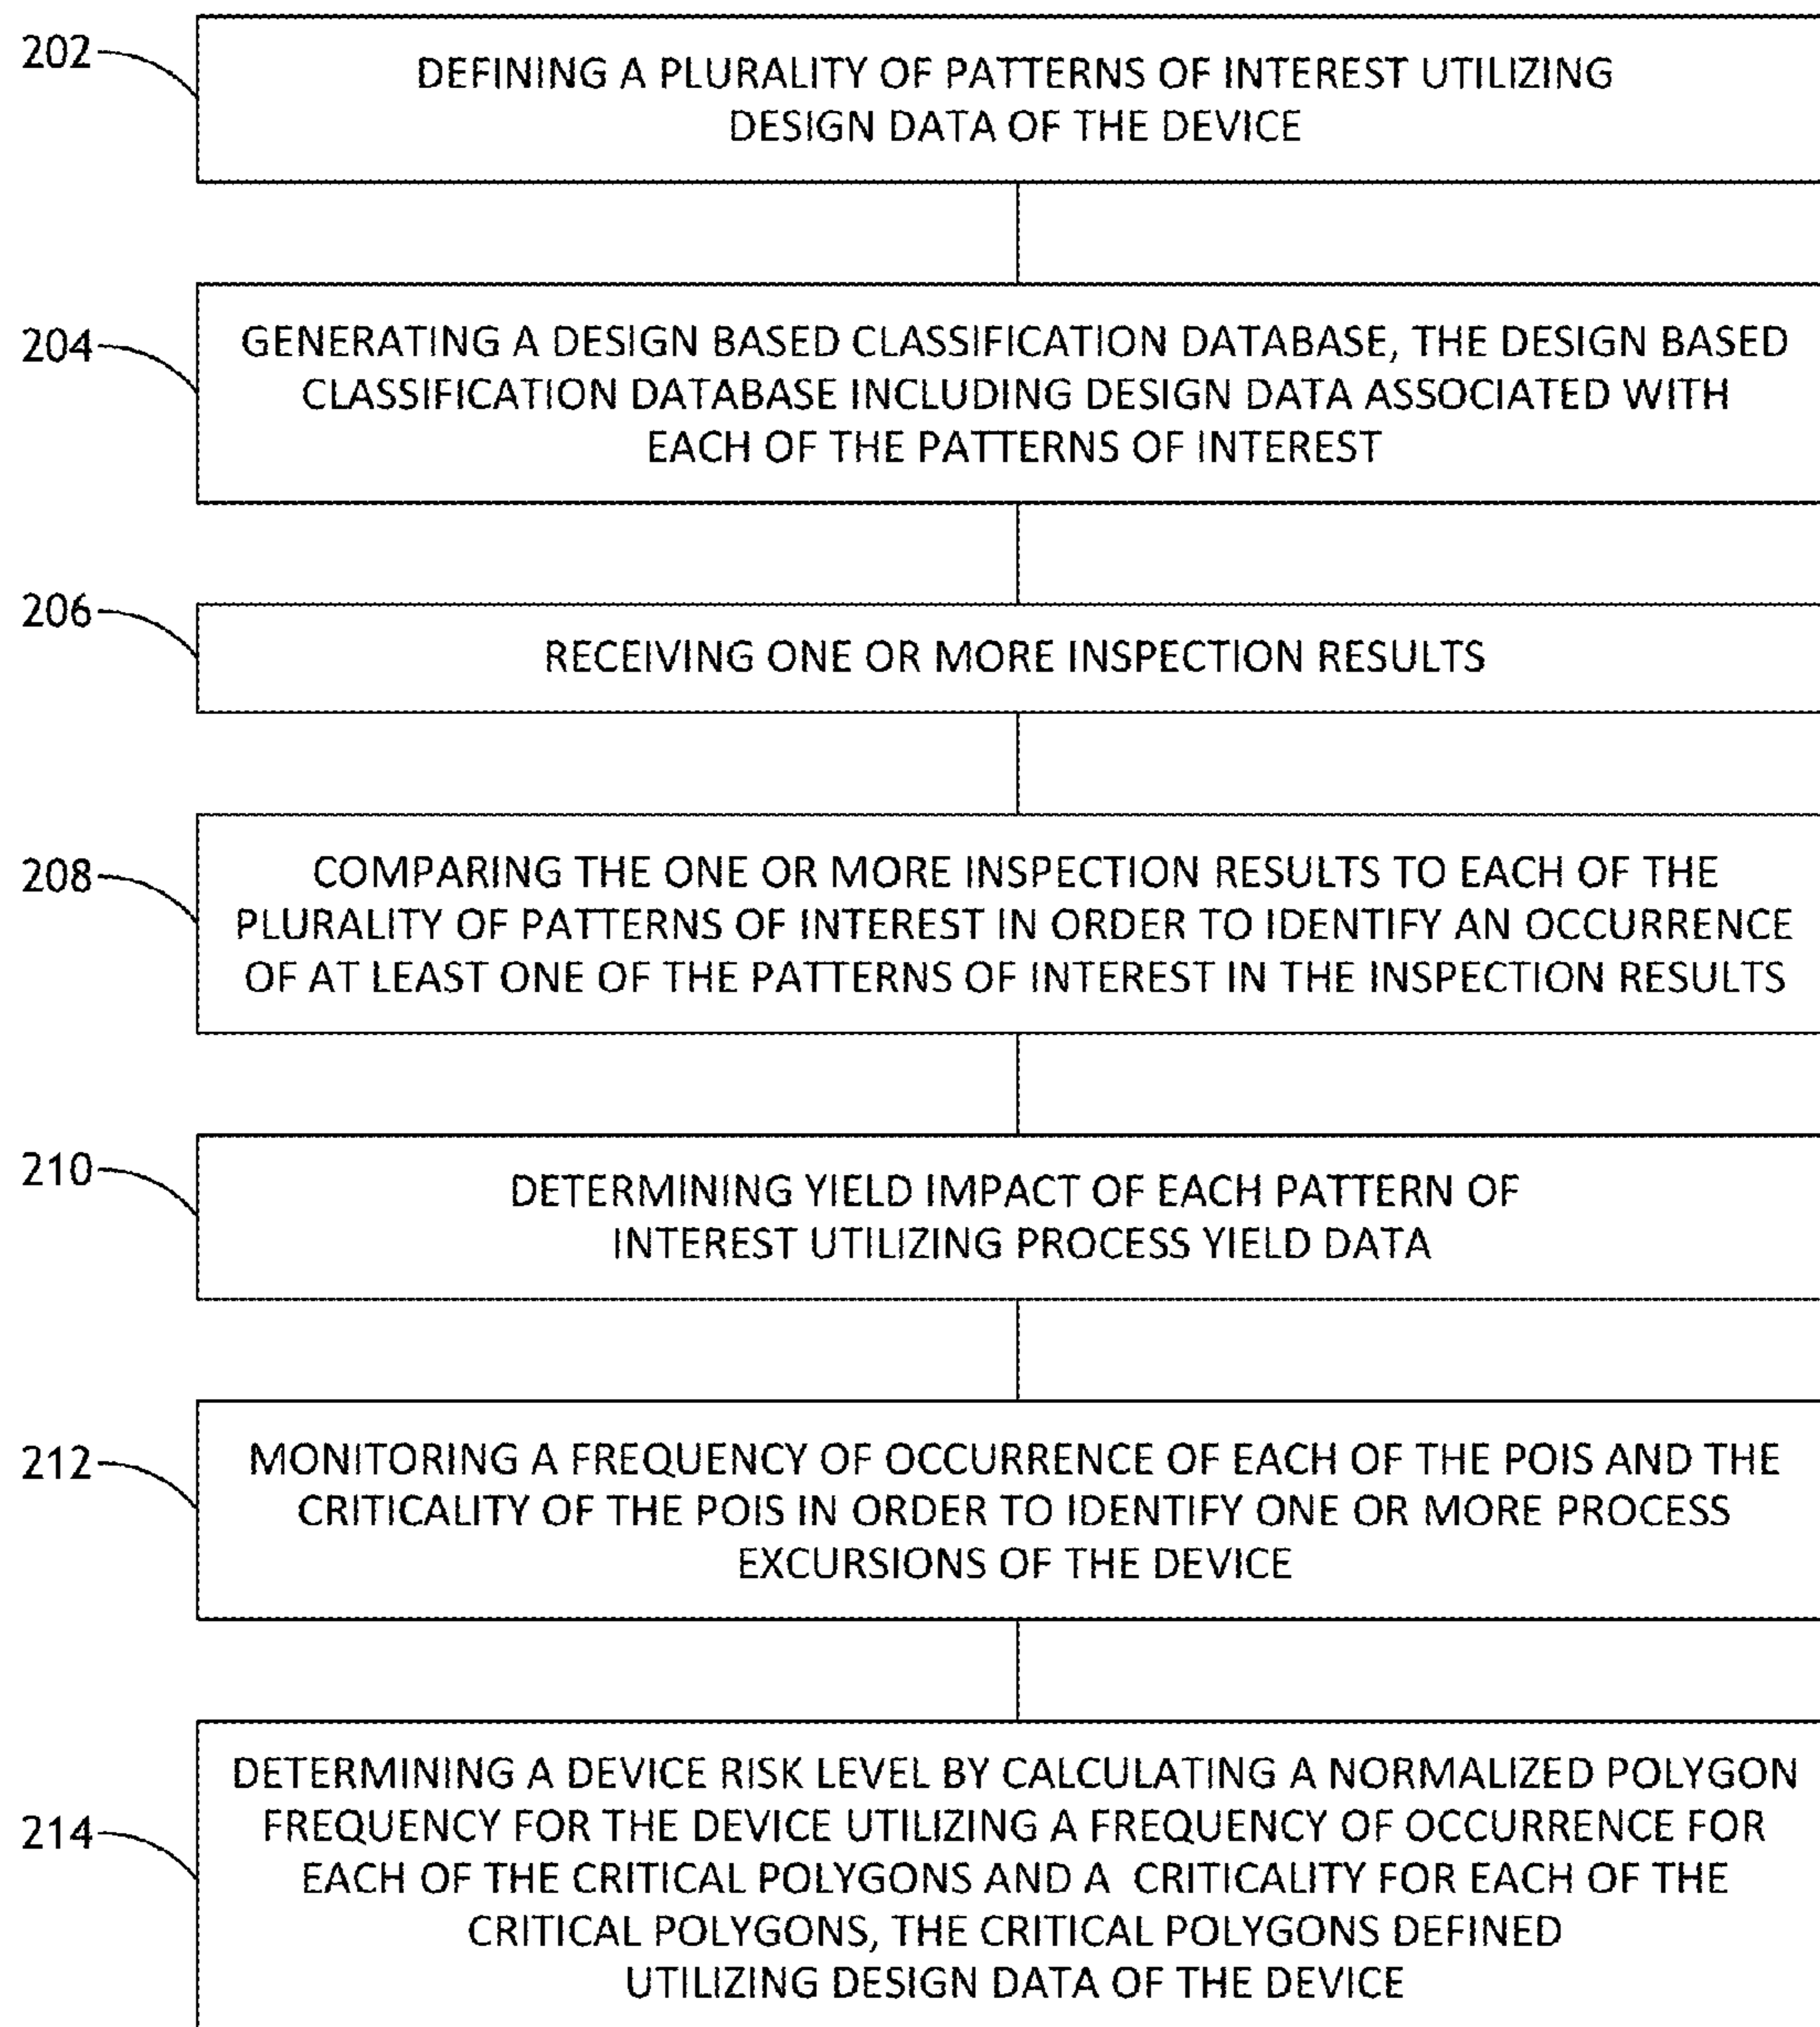 202
DEFINING A PLURALITY OF PATTERNS OF INTEREST UTILIZING
DESIGN DATA OF THE DEVICE
204
GENERATING A DESIGN BASED CLASSIFICATION DATABASE, THE DESIGN BASED
CLASSIFICATION DATABASE INCLUDING DESIGN DATA ASSOCIATED WITH
EACH OF THE PATTERNS OF INTEREST
206
RECEIVING ONE OR MORE INSPECTION RESULTS
208
COMPARING THE ONE OR MORE INSPECTION RESULTS TO EACH OF THE
PLURALITY OF PATTERNS OF INTEREST IN ORDER TO IDENTIFY AN OCCURRENCE
OF AT LEAST ONE OF THE PATTERNS OF INTEREST IN THE INSPECTION RESULTS
210
DETERMINING YIELD IMPACT OF EACH PATTERN OF
INTEREST UTILIZING PROCESS YIELD DATA
212
MONITORING A FREQUENCY OF OCCURRENCE OF EACH OF THE POIS AND THE
CRITICALITY OF THE POIS IN ORDER TO IDENTIFY ONE OR MORE PROCESS
EXCURSIONS OF THE DEVICE
214
DETERMINING A DEVICE RISK LEVEL BY CALCULATING A NORMALIZED POLYGON
FREQUENCY FOR THE DEVICE UTILIZING A FREQUENCY OF OCCURRENCE FOR
EACH OF THE CRITICAL POLYGONS AND A CRITICALITY FOR EACH OF THE
CRITICAL POLYGONS, THE CRITICAL POLYGONS DEFINED
UTILIZING DESIGN DATA OF THE DEVICE